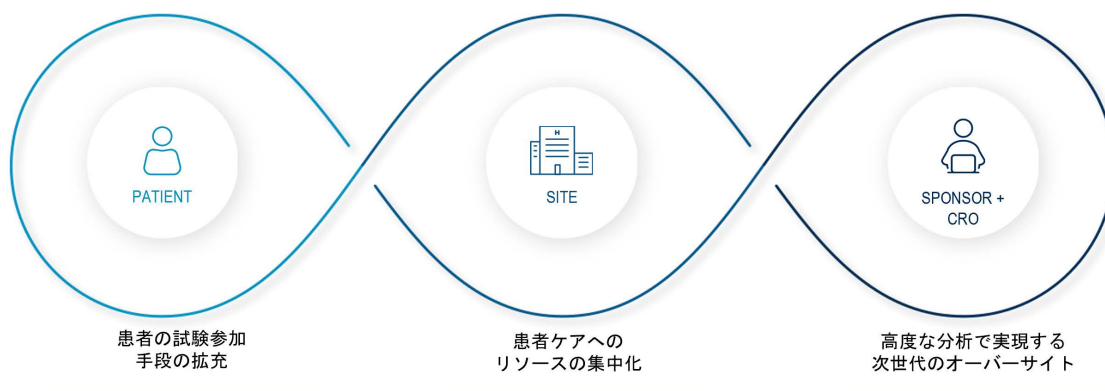 PATIENT
H
SITE
SPONSOR +
CRO
患者の試験参加
手段の拡充
患者ケアへの
リソースの集中化
高度な分析で実現する
次世代のオーバーサイト